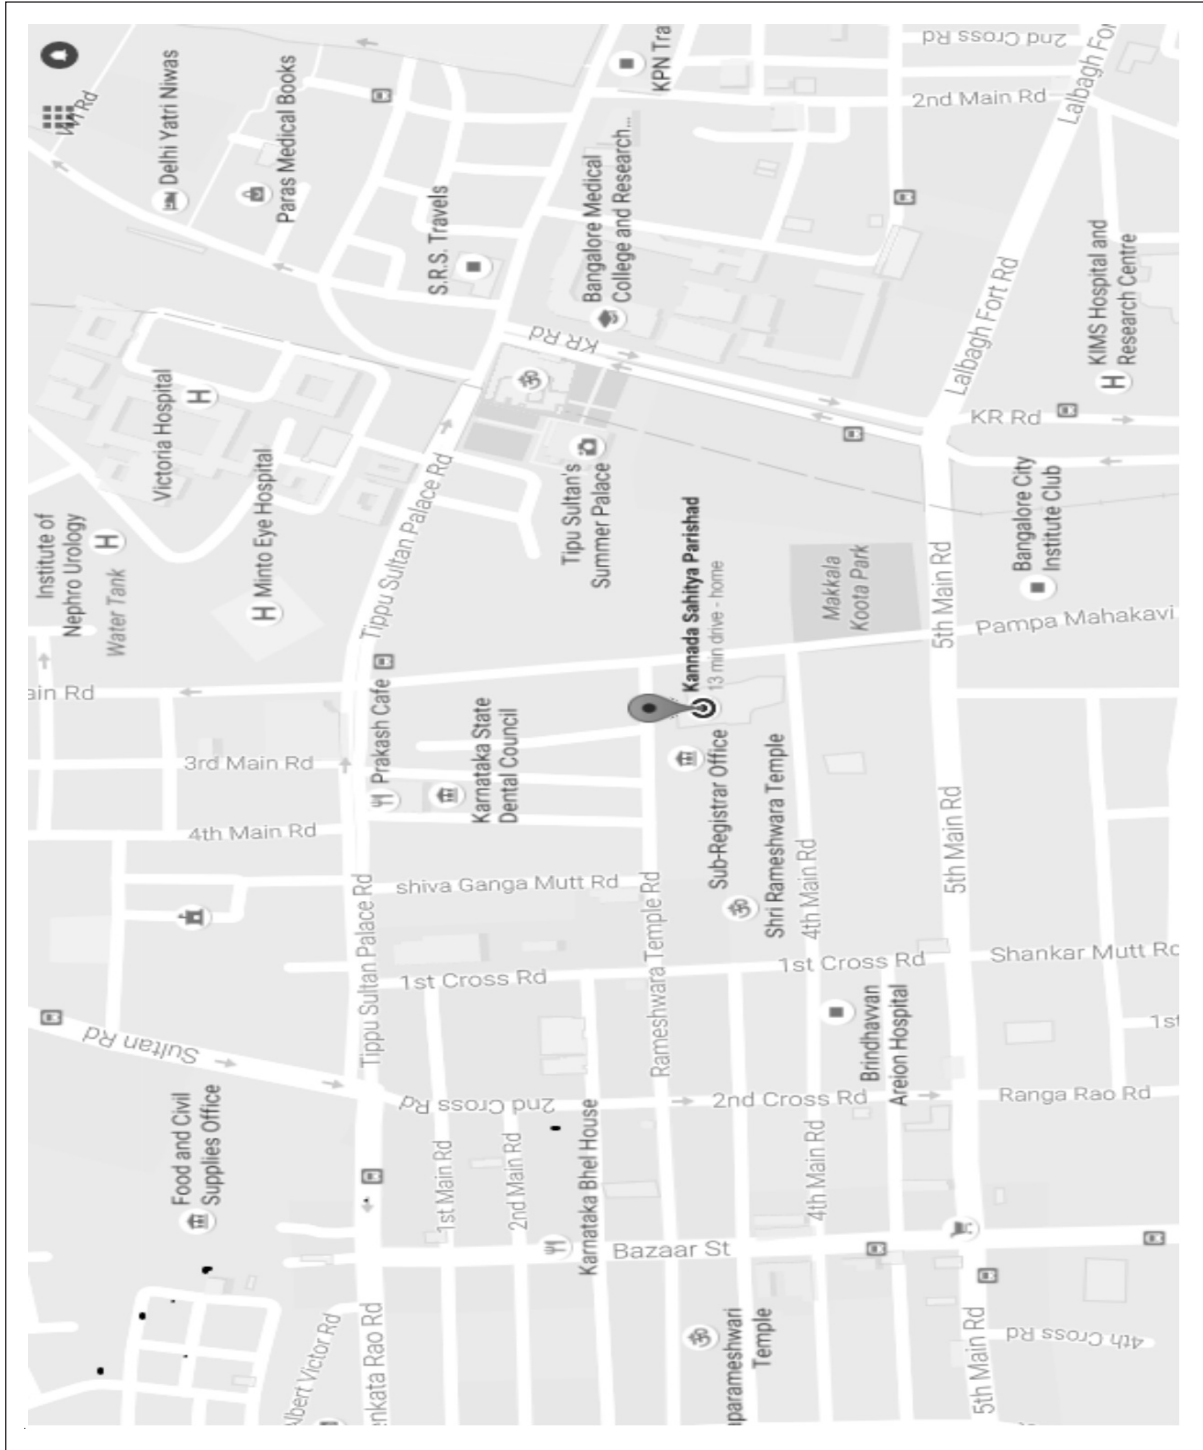 Delhi Yatri Niwas
Paras Medical Books
KPN Tra
2nd Cross Rd
2nd Main Rd
Lalbagh For
S.R.S. Travels
Bangalore Medical
College and Research...
KIMS Hospital and
Research Centre
Lalbagh Fort Rd
KR Rd
KR Rd
Victoria Hospital
Minto Eye Hospital
Institute of
Nephro Urology
Water Tank
Tippu Sultan Palace Rd
Tipu Sultan's
Summer Palace
Kannada Sahitya Parishad
13 min drive - home
Makkala
Koota Park
5th Main Rd
Bangalore City
Institute Club
Pampa Mahakavi
ain Rd
3rd Main Rd
4th Main Rd
Prakash Cafe
Karnataka State
Dental Council
Sub-Registrar Office
Shri Rameshwara Temple
4th Main Rd
5th Main Rd
shiva Ganga Mutt Rd
Tippu Sultan Palace Rd
Rameshwara Temple Rd
1st Cross Rd
1st Cross Rd
Shankar Mutt Rd
Sultan Rd
Brindhavvan
Areion Hospital
1st
Food and Civil
Supplies Office
2nd Cross Rd
2nd Cross Rd
Ranga Rao Rd
1st Main Rd
2nd Main Rd
Karnataka Bhel House
4th Main Rd
Bazaar St
Albert Victor Rd
enkata Rao Rd
parameshwari
Temple
5th Main Rd
4th Cross Rd